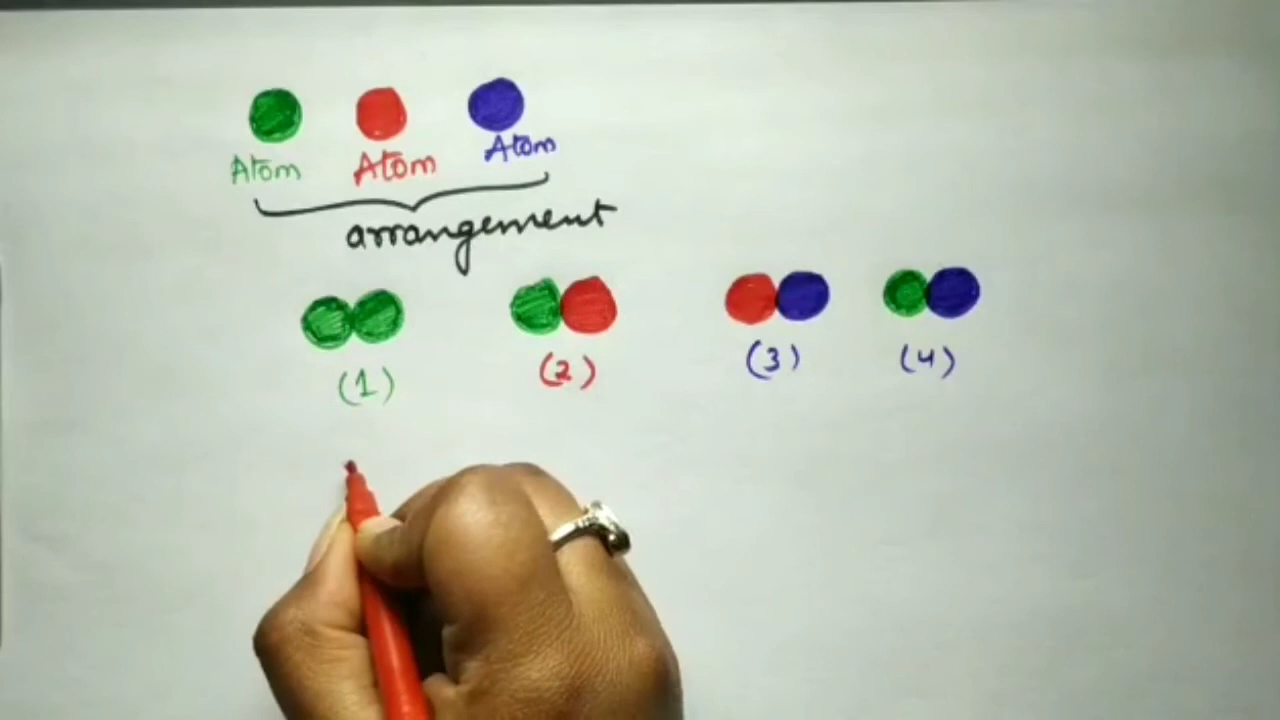 Atom Atom Atom
arrangement
(1) (2) (3) (4)